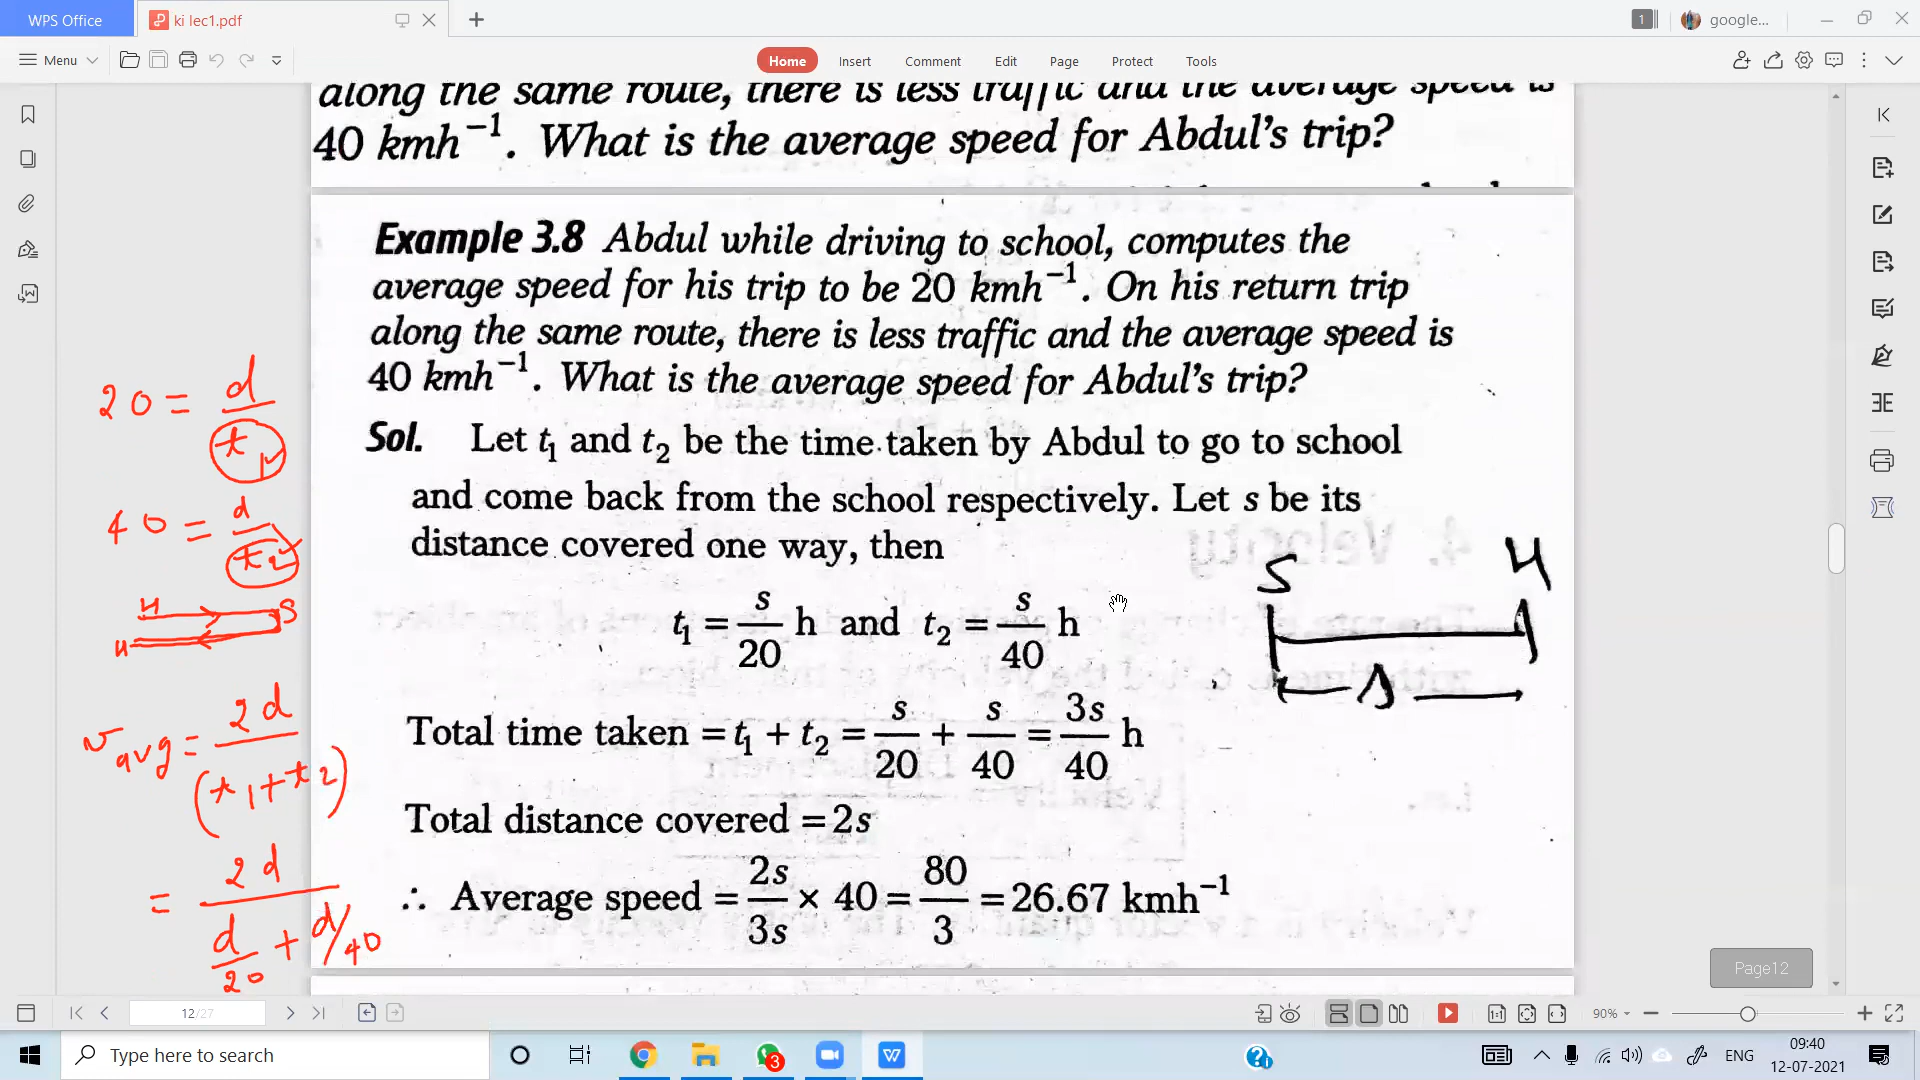 WPS Office
ki lec1.pdf
1
google...
Menu
Home
Insert
Comment
Edit
Page
Protect
Tools
along the same route, there is less traffic and the average speed is
40 kmh⁻¹. What is the average speed for Abdul's trip?
Example 3.8 Abdul while driving to school, computes the
average speed for his trip to be 20 kmh⁻¹. On his return trip
along the same route, there is less traffic and the average speed is
40 kmh⁻¹. What is the average speed for Abdul's trip?
Sol. Let t₁ and t₂ be the time taken by Abdul to go to school
and come back from the school respectively. Let s be its
distance covered one way, then
t₁ = s/20 h and t₂ = s/40 h
Total time taken = t₁ + t₂ = s/20 + s/40 = 3s/40 h
Total distance covered = 2s
∴ Average speed = 2s/3s × 40 = 80/3 = 26.67 kmh⁻¹
20 = d/t₁
40 = d/t₂
H S
H
v avg = 2d/(t₁+t₂)
= 2d/(d/20 + d/40)
S H
s
4. Velocity
Page12
12/27
90%
Type here to search
3
ENG
09:40
12-07-2021